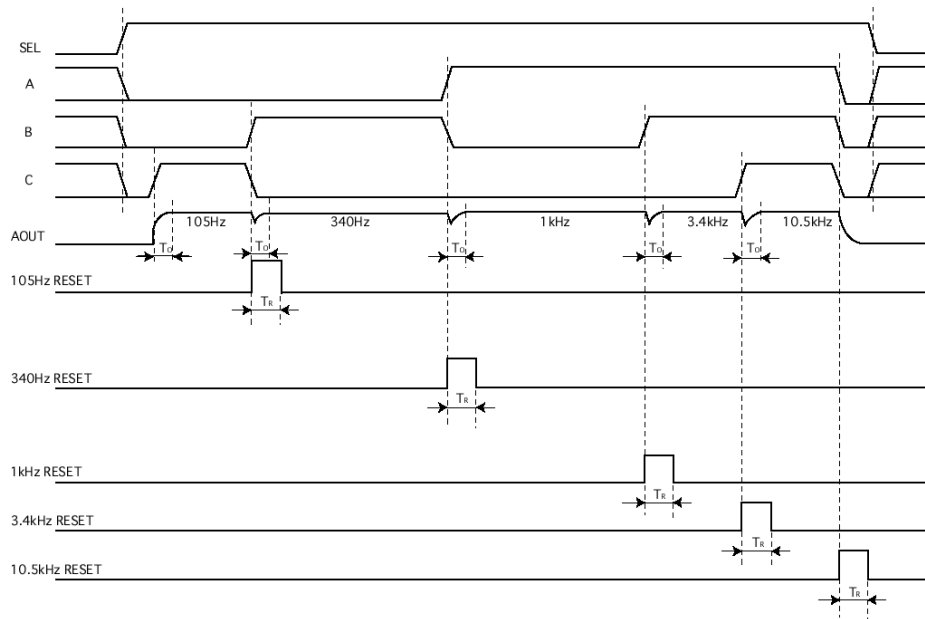 SEL
A
B
C
AOUT
105Hz 340Hz 1kHz 3.4kHz 10.5kHz
To To To To To
105Hz RESET
TR
340Hz RESET
TR
1kHz RESET
TR
3.4kHz RESET
TR
10.5kHz RESET
TR